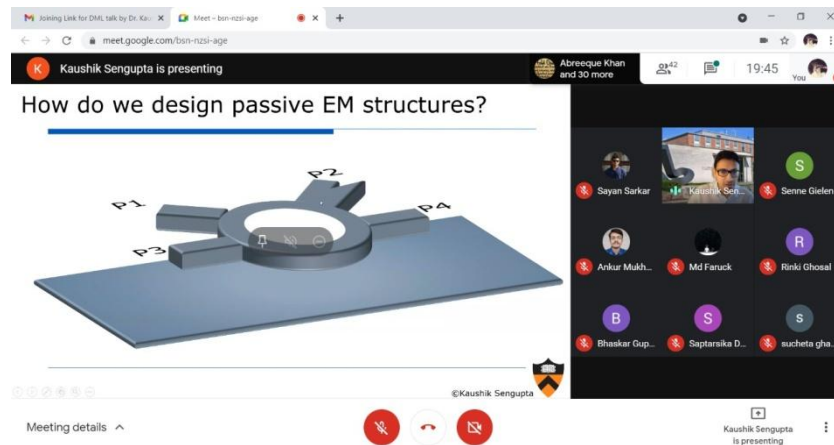 Joining Link for DML talk by Dr. Kau
Meet – bsn-nzsi-age
meet.google.com/bsn-nzsi-age
K
Kaushik Sengupta is presenting
Abreeque Khan
and 30 more
42
19:45
You
How do we design passive EM structures?
P1
P2
P3
P4
©Kaushik Sengupta
Sayan Sarkar
Kaushik Sen...
S
Senne Gielen
Ankur Mukh...
Md Faruck
R
Rinki Ghosal
B
Bhaskar Gup...
S
Saptarsika D...
s
sucheta gha...
Meeting details
Kaushik Sengupta
is presenting